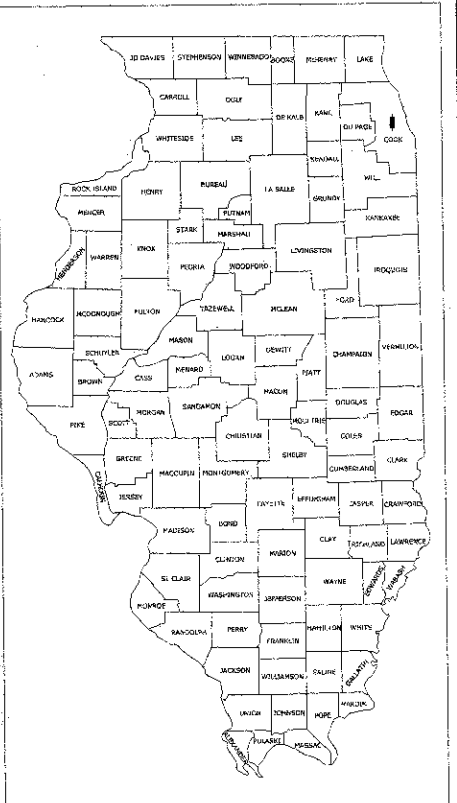 JO DAVIES STEPHENSON WINNEBAGO BOONE MCHENRY LAKE
CARROLL OGLE DE KALB KANE DU PAGE COOK
WHITESIDE LEE KENDALL WILL
ROCK ISLAND HENRY BUREAU LA SALLE GRUNDY
MERCER PUTNAM KANKAKEE
HENDERSON WARREN KNOX STARK MARSHALL LIVINGSTON
PEORIA WOODFORD IROQUOIS
HANCOCK MCDONOUGH FULTON TAZEWELL MCLEAN FORD
SCHUYLER MASON LOGAN DEWITT CHAMPAIGN VERMILION
ADAMS BROWN CASS MENARD PIATT
MACON DOUGLAS
PIKE SCOTT MORGAN SANGAMON MOULTRIE EDGAR
CHRISTIAN COLES
GREENE MACOUPIN MONTGOMERY SHELBY CUMBERLAND CLARK
CALHOUN JERSEY FAYETTE EFFINGHAM JASPER CRAWFORD
MADISON BOND CLAY RICHLAND LAWRENCE
CLINTON MARION
ST. CLAIR WASHINGTON JEFFERSON WAYNE EDWARDS WABASH
MONROE
RANDOLPH PERRY HAMILTON WHITE
FRANKLIN
JACKSON WILLIAMSON SALINE GALLATIN
UNION JOHNSON POPE HARDIN
ALEXANDER PULASKI MASSAC